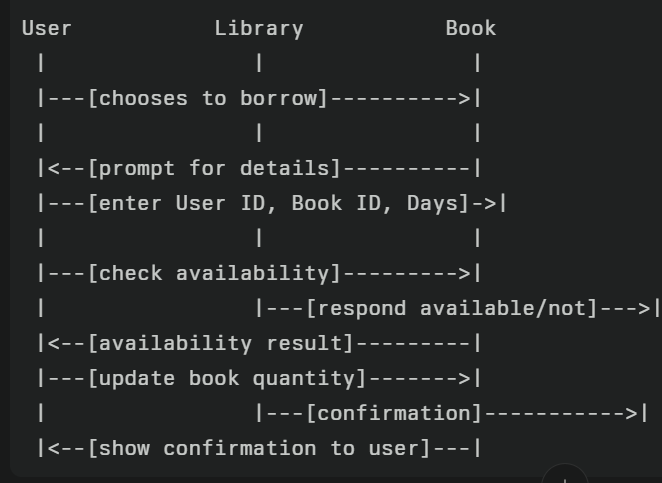 User          Library          Book
|                |                |
|---[chooses to borrow]---------->|
|                |                |
|<--[prompt for details]----------|
|---[enter User ID, Book ID, Days]->|
|                |                |
|---[check availability]--------->|
|                |---[respond available/not]--->|
|<--[availability result]---------|
|---[update book quantity]------->|
|                |---[confirmation]----------->|
|<--[show confirmation to user]---|